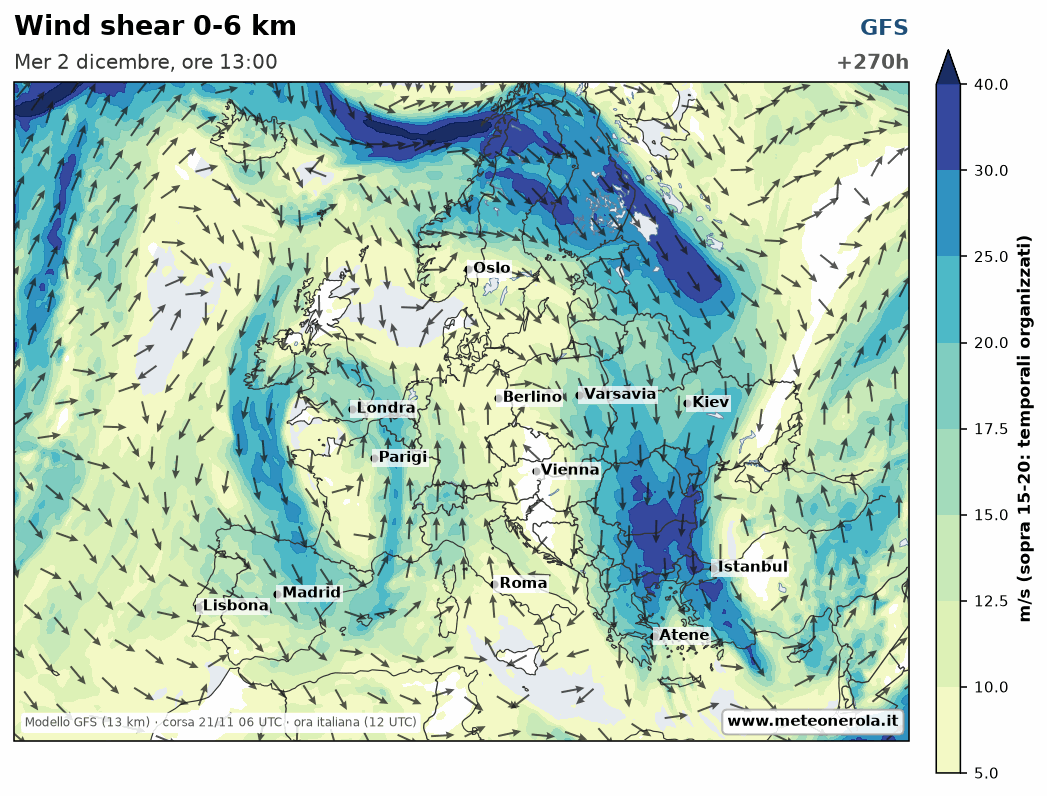 Wind shear 0-6 km
GFS
Mer 2 dicembre, ore 13:00
+270h
40.0
30.0
25.0
20.0
17.5
15.0
12.5
10.0
5.0
m/s (sopra 15-20: temporali organizzati)
Oslo
Berlino
Varsavia
Kiev
Londra
Parigi
Vienna
Istanbul
Roma
Madrid
Lisbona
Atene
Modello GFS (13 km) · corsa 21/11 06 UTC · ora italiana (12 UTC)
www.meteonerola.it